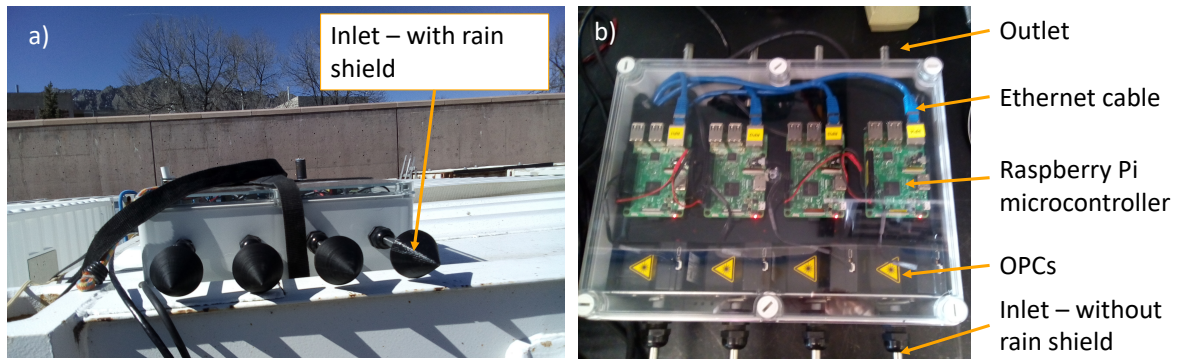 a)
Inlet – with rain
shield
b)
Outlet
Ethernet cable
Raspberry Pi
microcontroller
OPCs
Inlet – without
rain shield